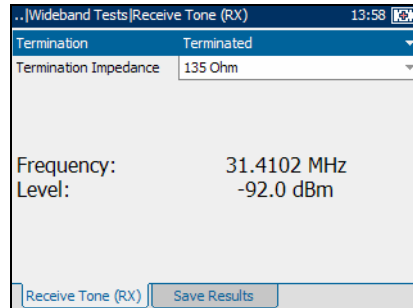 ..|Wideband Tests|Receive Tone (RX) 13:58
Termination Terminated
Termination Impedance 135 Ohm
Frequency: 31.4102 MHz
Level: -92.0 dBm
Receive Tone (RX) Save Results